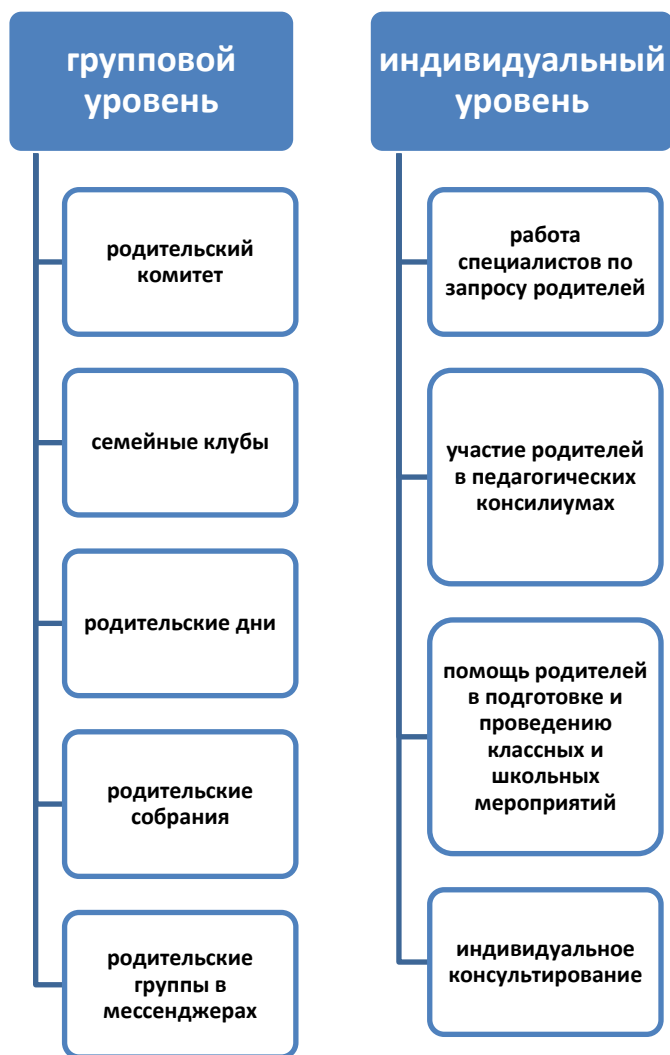 групповой
уровень
родительский
комитет
семейные клубы
родительские дни
родительские
собрания
родительские
группы в
мессенджерах
индивидуальный
уровень
работа
специалистов по
запросу родителей
участие родителей
в педагогических
консилиумах
помощь родителей
в подготовке и
проведению
классных и
школьных
мероприятий
индивидуальное
консультирование